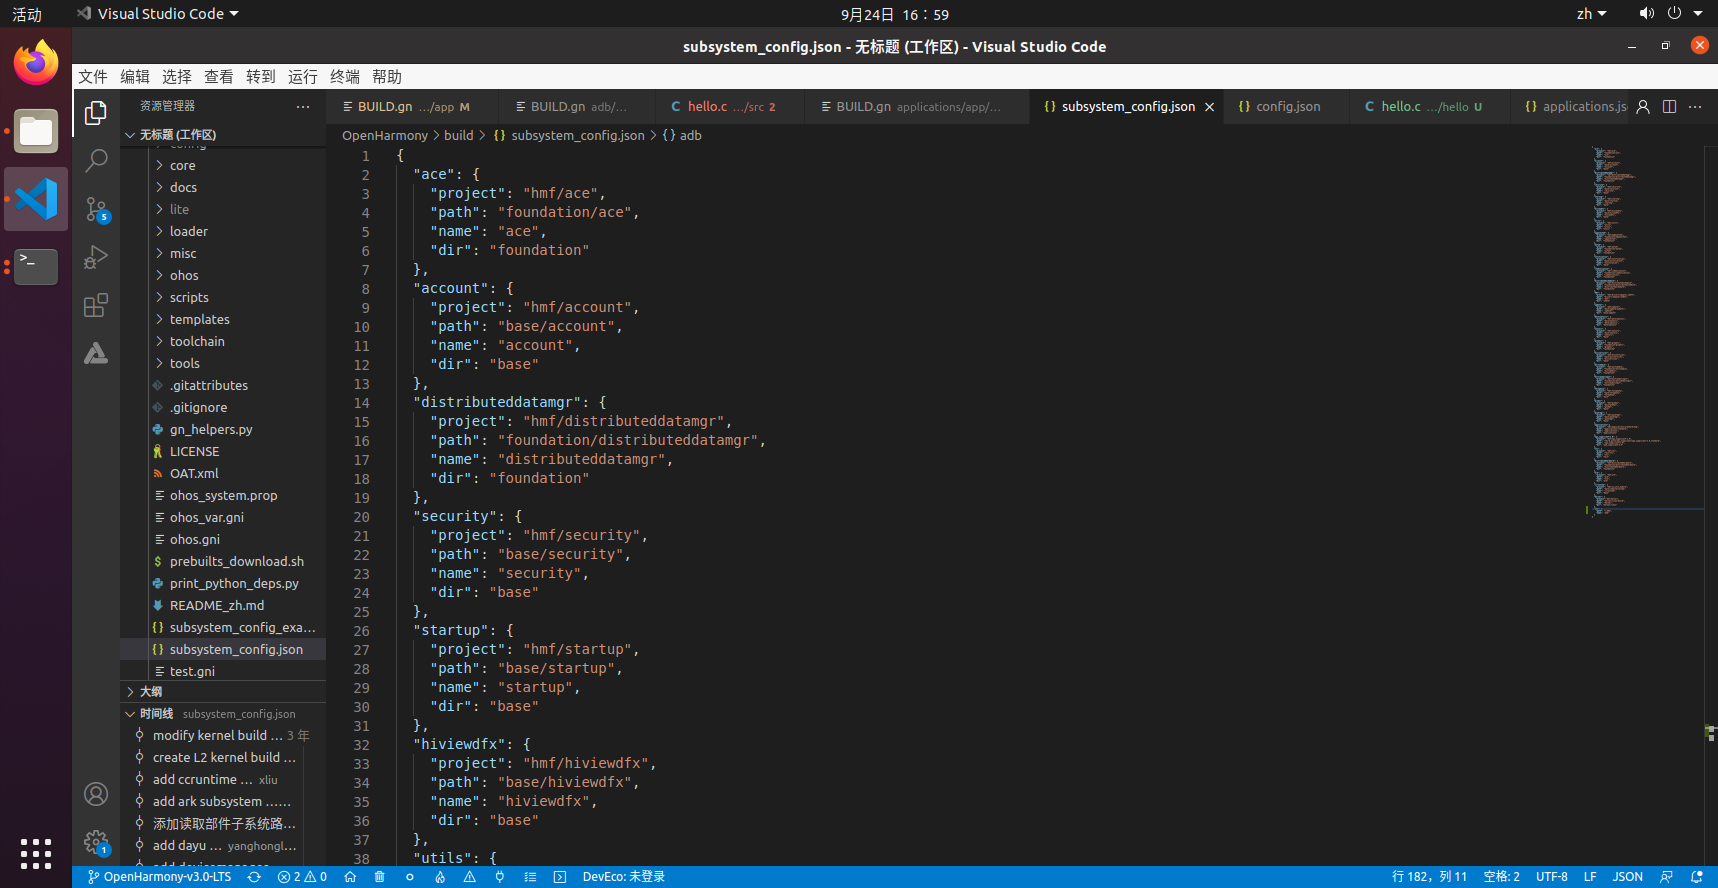 活动
Visual Studio Code
9月24日 16：59
zh
subsystem_config.json - 无标题 (工作区) - Visual Studio Code
文件 编辑 选择 查看 转到 运行 终端 帮助
资源管理器
BUILD.gn .../app M
BUILD.gn adb/...
hello.c .../src 2
BUILD.gn applications/app/...
subsystem_config.json
config.json
hello.c .../hello U
applications.js
无标题 (工作区)
OpenHarmony > build > {} subsystem_config.json > {} adb
core
docs
lite
loader
misc
ohos
scripts
templates
toolchain
tools
.gitattributes
.gitignore
gn_helpers.py
LICENSE
OAT.xml
ohos_system.prop
ohos_var.gni
ohos.gni
prebuilts_download.sh
print_python_deps.py
README_zh.md
subsystem_config_exa...
subsystem_config.json
test.gni
大纲
时间线 subsystem_config.json
modify kernel build ... 3 年
create L2 kernel build ...
add ccruntime ... xliu
add ark subsystem ......
添加读取部件子系统路...
add dayu ... yanghongl...
5
1
1 {
2 "ace": {
3 "project": "hmf/ace",
4 "path": "foundation/ace",
5 "name": "ace",
6 "dir": "foundation"
7 },
8 "account": {
9 "project": "hmf/account",
10 "path": "base/account",
11 "name": "account",
12 "dir": "base"
13 },
14 "distributeddatamgr": {
15 "project": "hmf/distributeddatamgr",
16 "path": "foundation/distributeddatamgr",
17 "name": "distributeddatamgr",
18 "dir": "foundation"
19 },
20 "security": {
21 "project": "hmf/security",
22 "path": "base/security",
23 "name": "security",
24 "dir": "base"
25 },
26 "startup": {
27 "project": "hmf/startup",
28 "path": "base/startup",
29 "name": "startup",
30 "dir": "base"
31 },
32 "hiviewdfx": {
33 "project": "hmf/hiviewdfx",
34 "path": "base/hiviewdfx",
35 "name": "hiviewdfx",
36 "dir": "base"
37 },
38 "utils": {
OpenHarmony-v3.0-LTS
2 0
DevEco: 未登录
行 182，列 11
空格: 2
UTF-8
LF
JSON